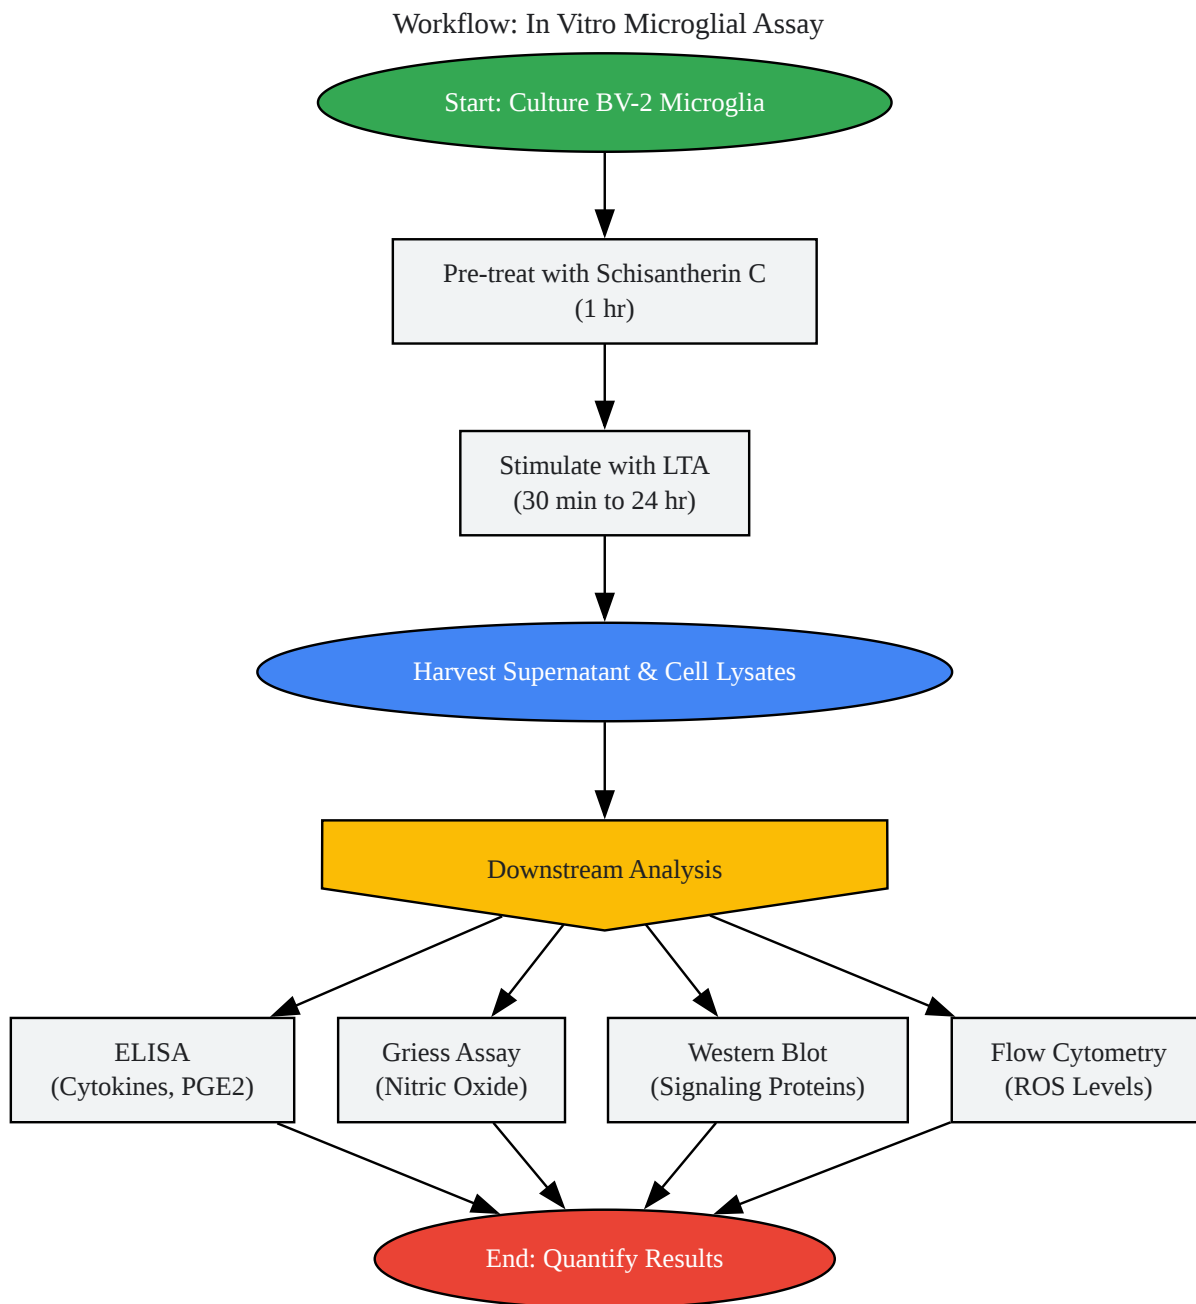 Workflow: In Vitro Microglial Assay
Start: Culture BV-2 Microglia
Pre-treat with Schisantherin C
(1 hr)
Stimulate with LTA
(30 min to 24 hr)
Harvest Supernatant & Cell Lysates
Downstream Analysis
ELISA
(Cytokines, PGE2)
Griess Assay
(Nitric Oxide)
Western Blot
(Signaling Proteins)
Flow Cytometry
(ROS Levels)
End: Quantify Results